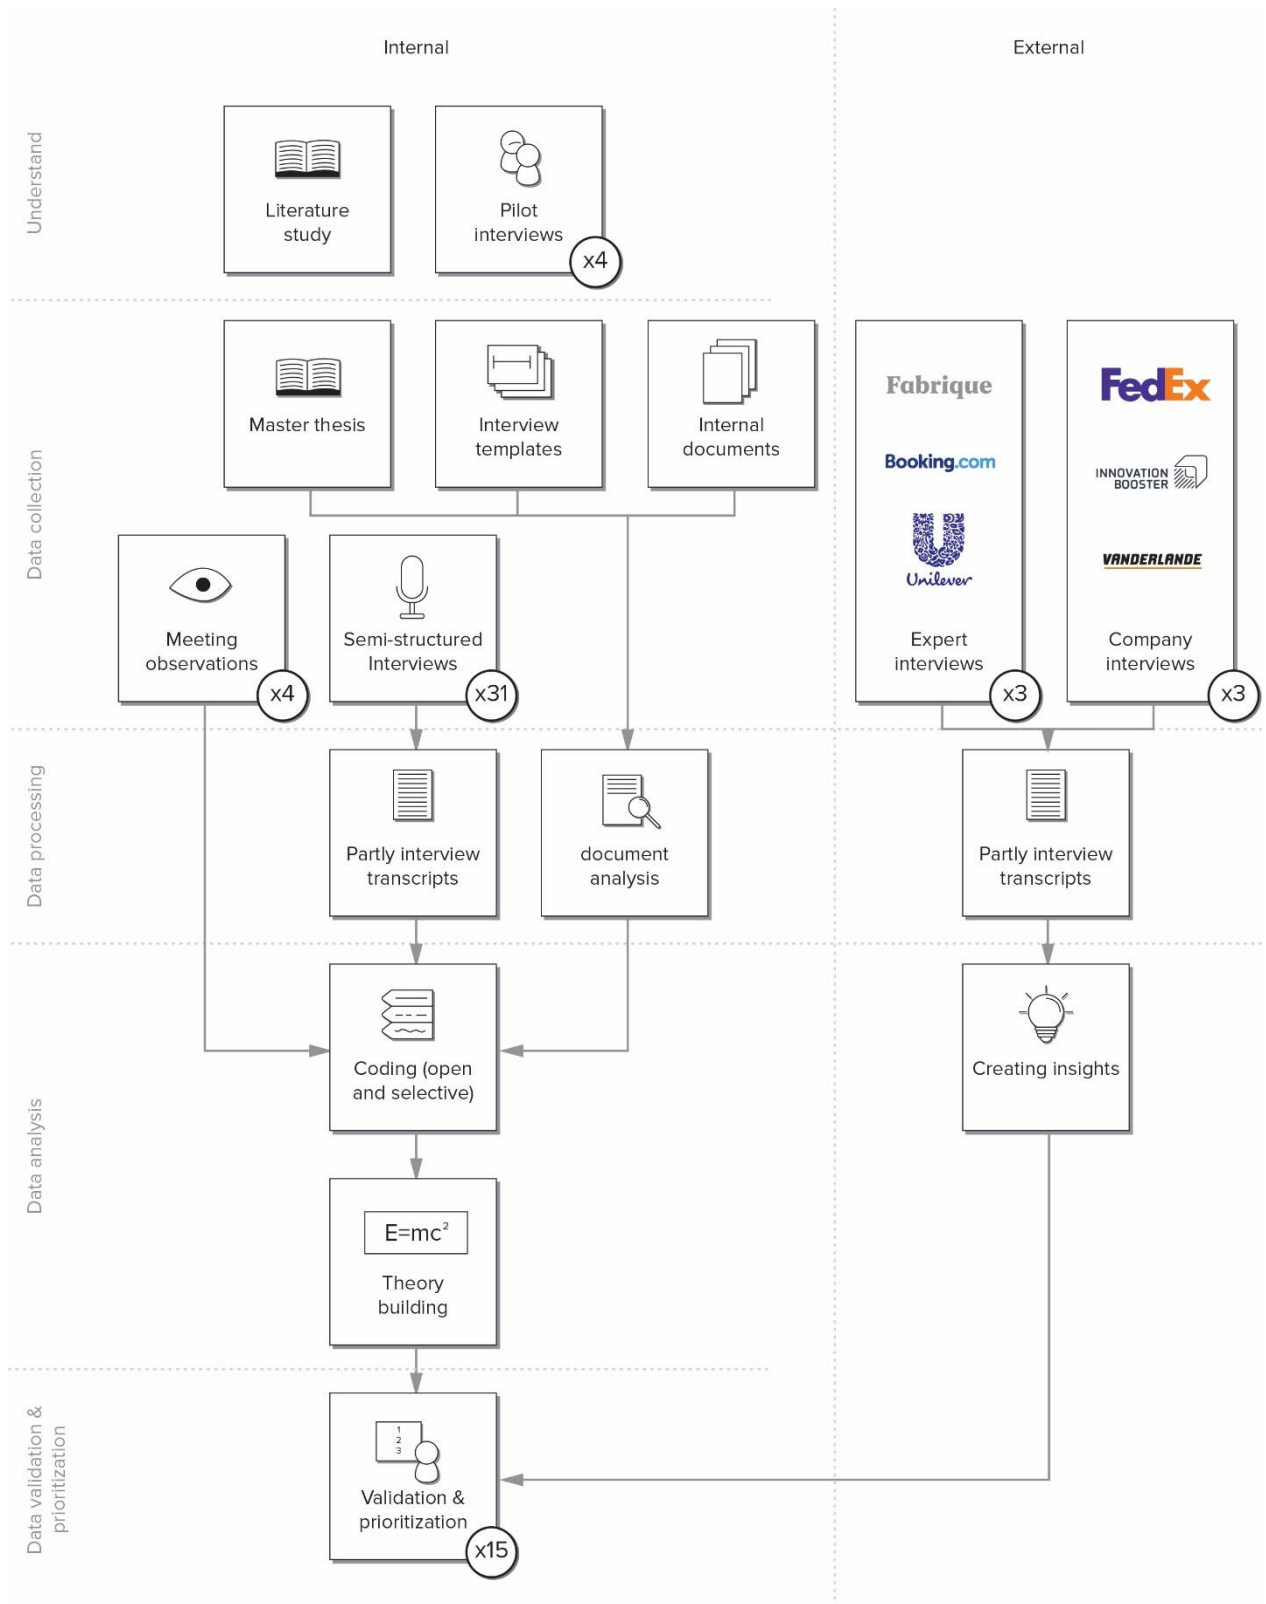 Internal
External
Understand
Literature
study
Pilot
interviews
x4
Data collection
Master thesis
Interview
templates
Internal
documents
Fabrique
Booking.com
Unilever
Expert
interviews
x3
FedEx
INNOVATION
BOOSTER
VANDERLANDE
Company
interviews
x3
Meeting
observations
x4
Semi-structured
Interviews
x31
Data processing
Partly interview
transcripts
document
analysis
Partly interview
transcripts
Data analysis
Coding (open
and selective)
Creating insights
E=mc²
Theory
building
Data validation &
prioritization
1
2
3
Validation &
prioritization
x15